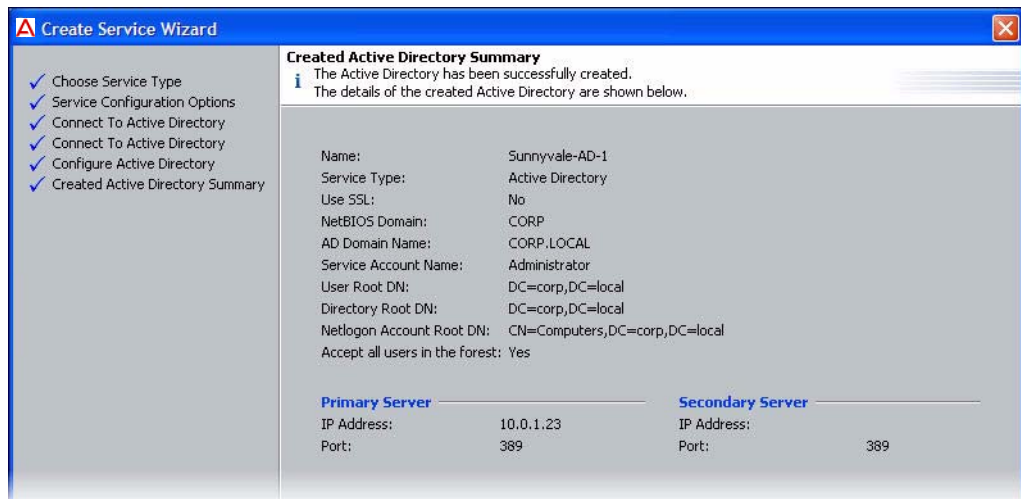 Create Service Wizard
Choose Service Type
Service Configuration Options
Connect To Active Directory
Connect To Active Directory
Configure Active Directory
Created Active Directory Summary
Created Active Directory Summary
The Active Directory has been successfully created.
The details of the created Active Directory are shown below.
Name: Sunnyvale-AD-1
Service Type: Active Directory
Use SSL: No
NetBIOS Domain: CORP
AD Domain Name: CORP.LOCAL
Service Account Name: Administrator
User Root DN: DC=corp,DC=local
Directory Root DN: DC=corp,DC=local
Netlogon Account Root DN: CN=Computers,DC=corp,DC=local
Accept all users in the forest: Yes
Primary Server
IP Address: 10.0.1.23
Port: 389
Secondary Server
IP Address:
Port: 389